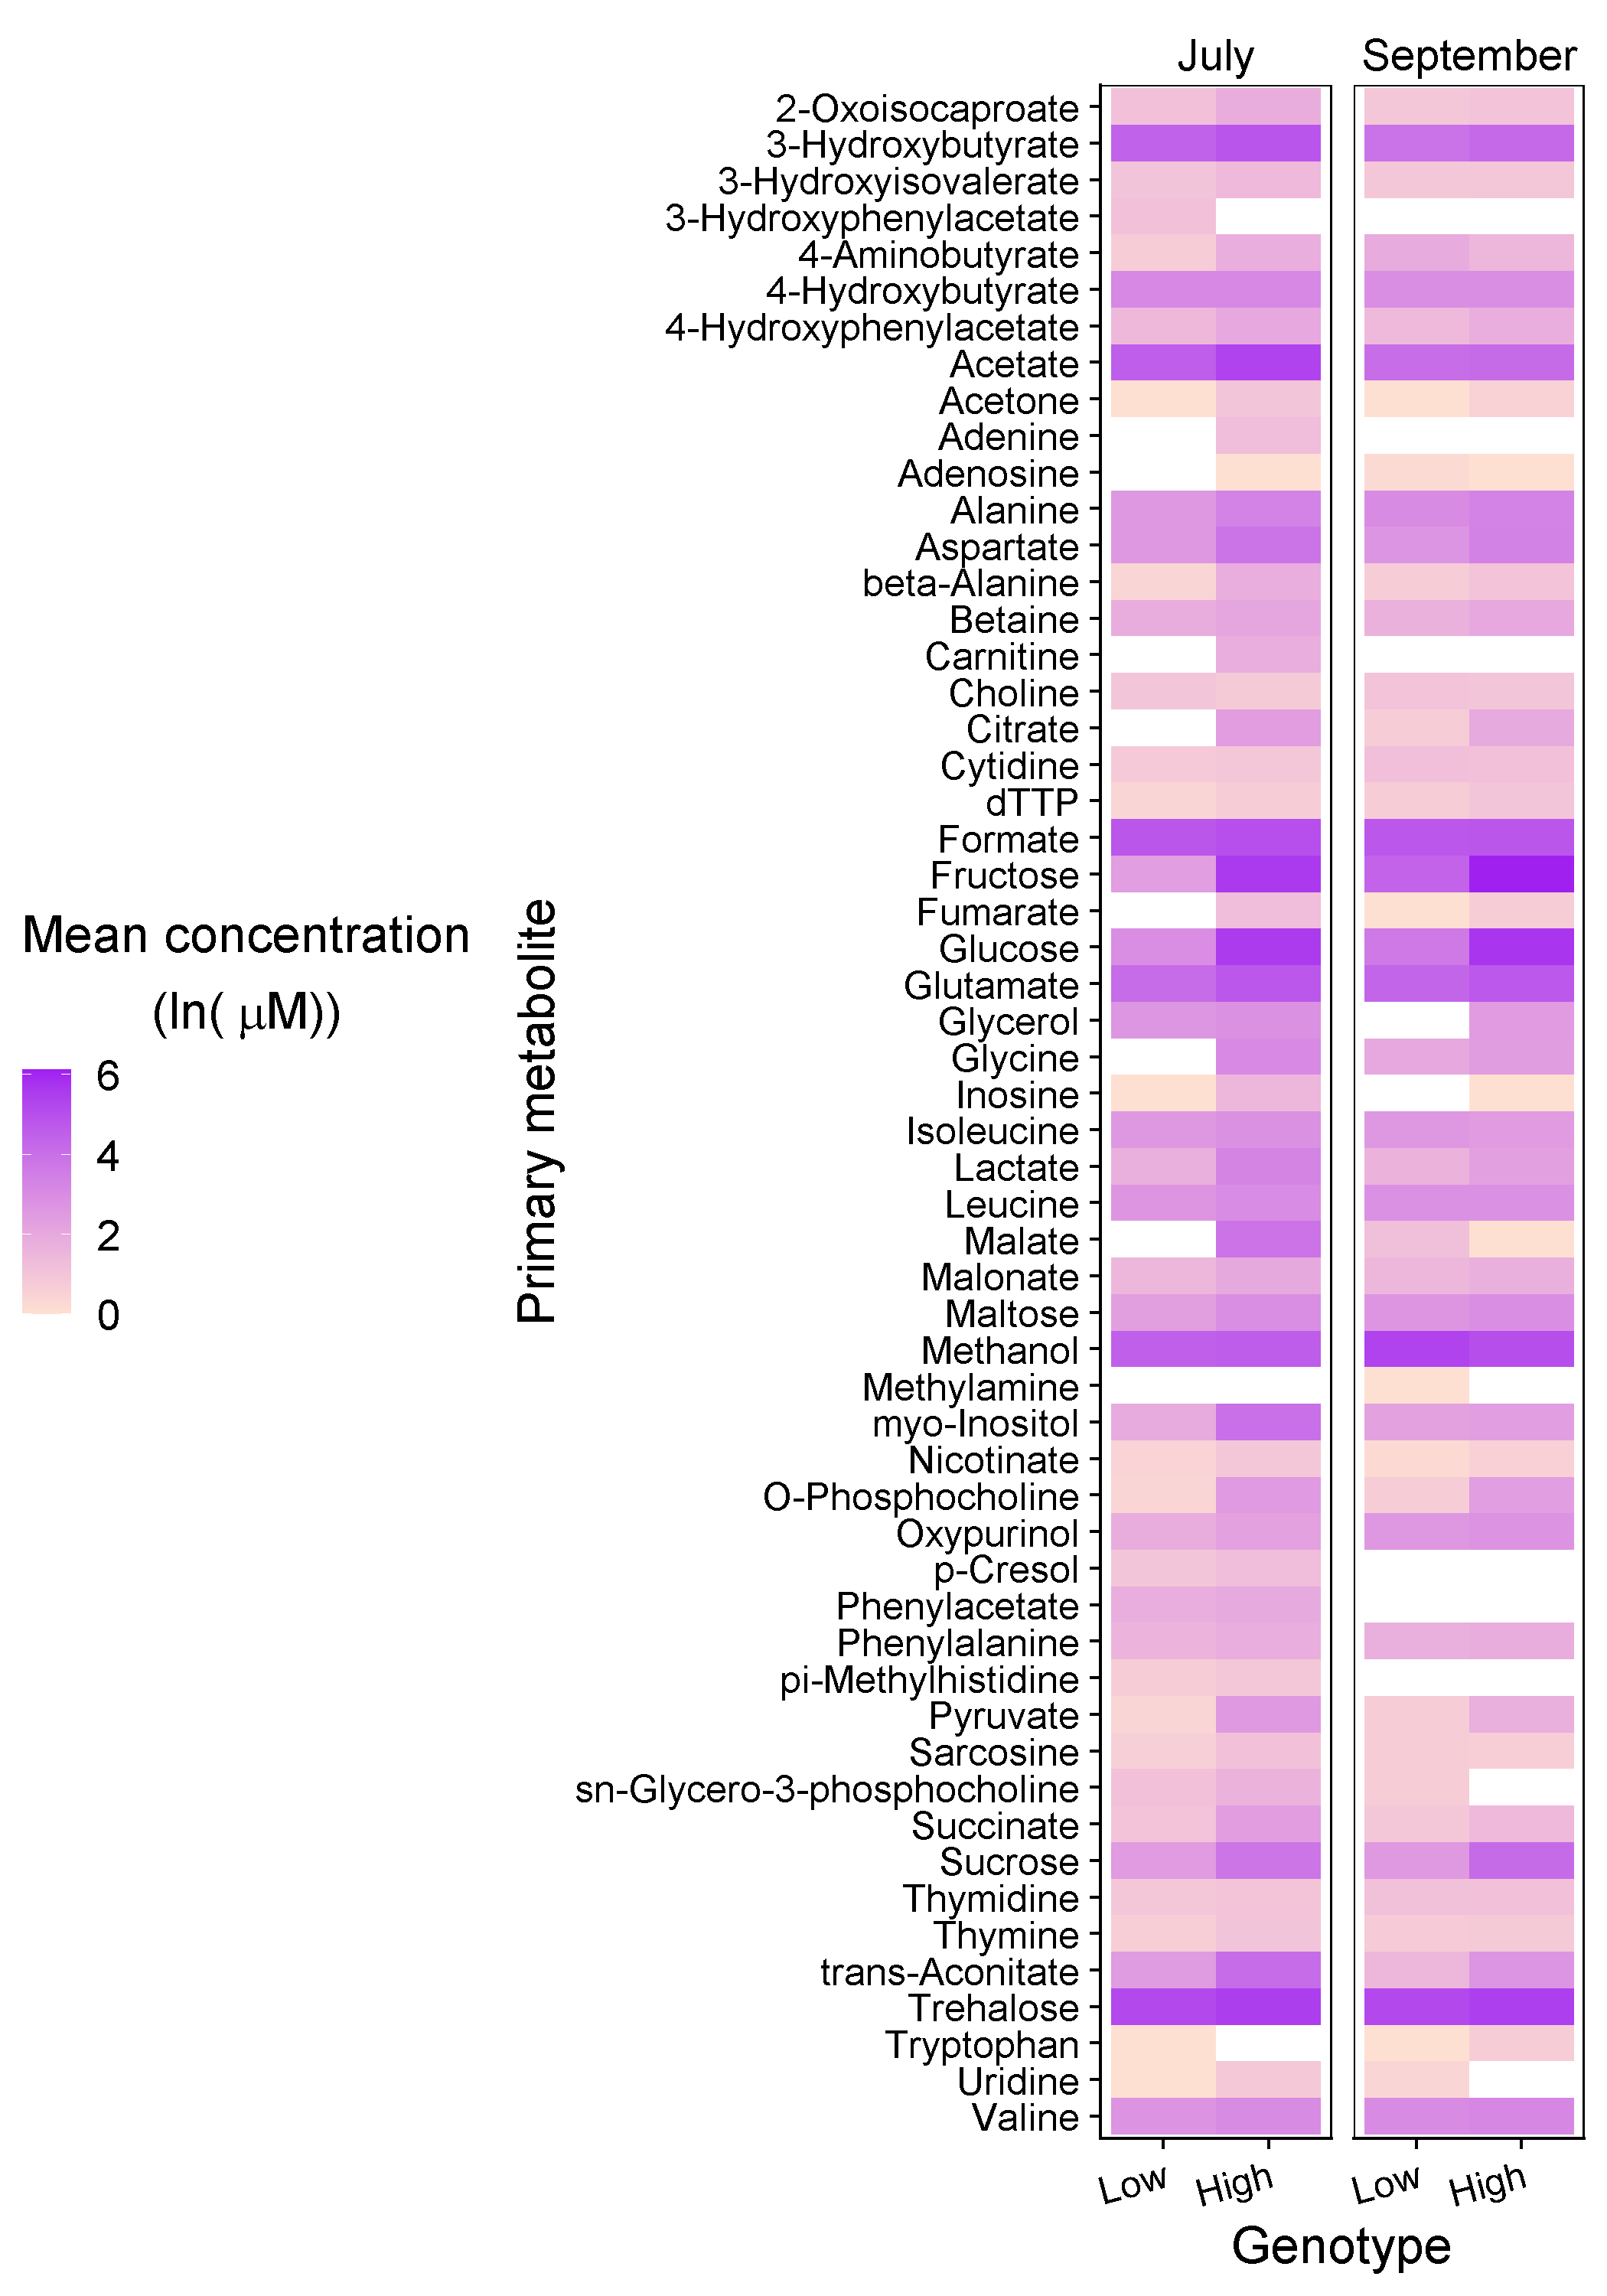 July September
2-Oxoisocaproate
3-Hydroxybutyrate
3-Hydroxyisovalerate
3-Hydroxyphenylacetate
4-Aminobutyrate
4-Hydroxybutyrate
4-Hydroxyphenylacetate
Acetate
Acetone
Adenine
Adenosine
Alanine
Aspartate
beta-Alanine
Betaine
Carnitine
Choline
Citrate
Cytidine
dTTP
Formate
Fructose
Fumarate
Glucose
Glutamate
Glycerol
Glycine
Inosine
Isoleucine
Lactate
Leucine
Malate
Malonate
Maltose
Methanol
Methylamine
myo-Inositol
Nicotinate
O-Phosphocholine
Oxypurinol
p-Cresol
Phenylacetate
Phenylalanine
pi-Methylhistidine
Pyruvate
Sarcosine
sn-Glycero-3-phosphocholine
Succinate
Sucrose
Thymidine
Thymine
trans-Aconitate
Trehalose
Tryptophan
Uridine
Valine
Low High Low High
Genotype
Primary metabolite
Mean concentration
(ln( μM))
6
4
2
0